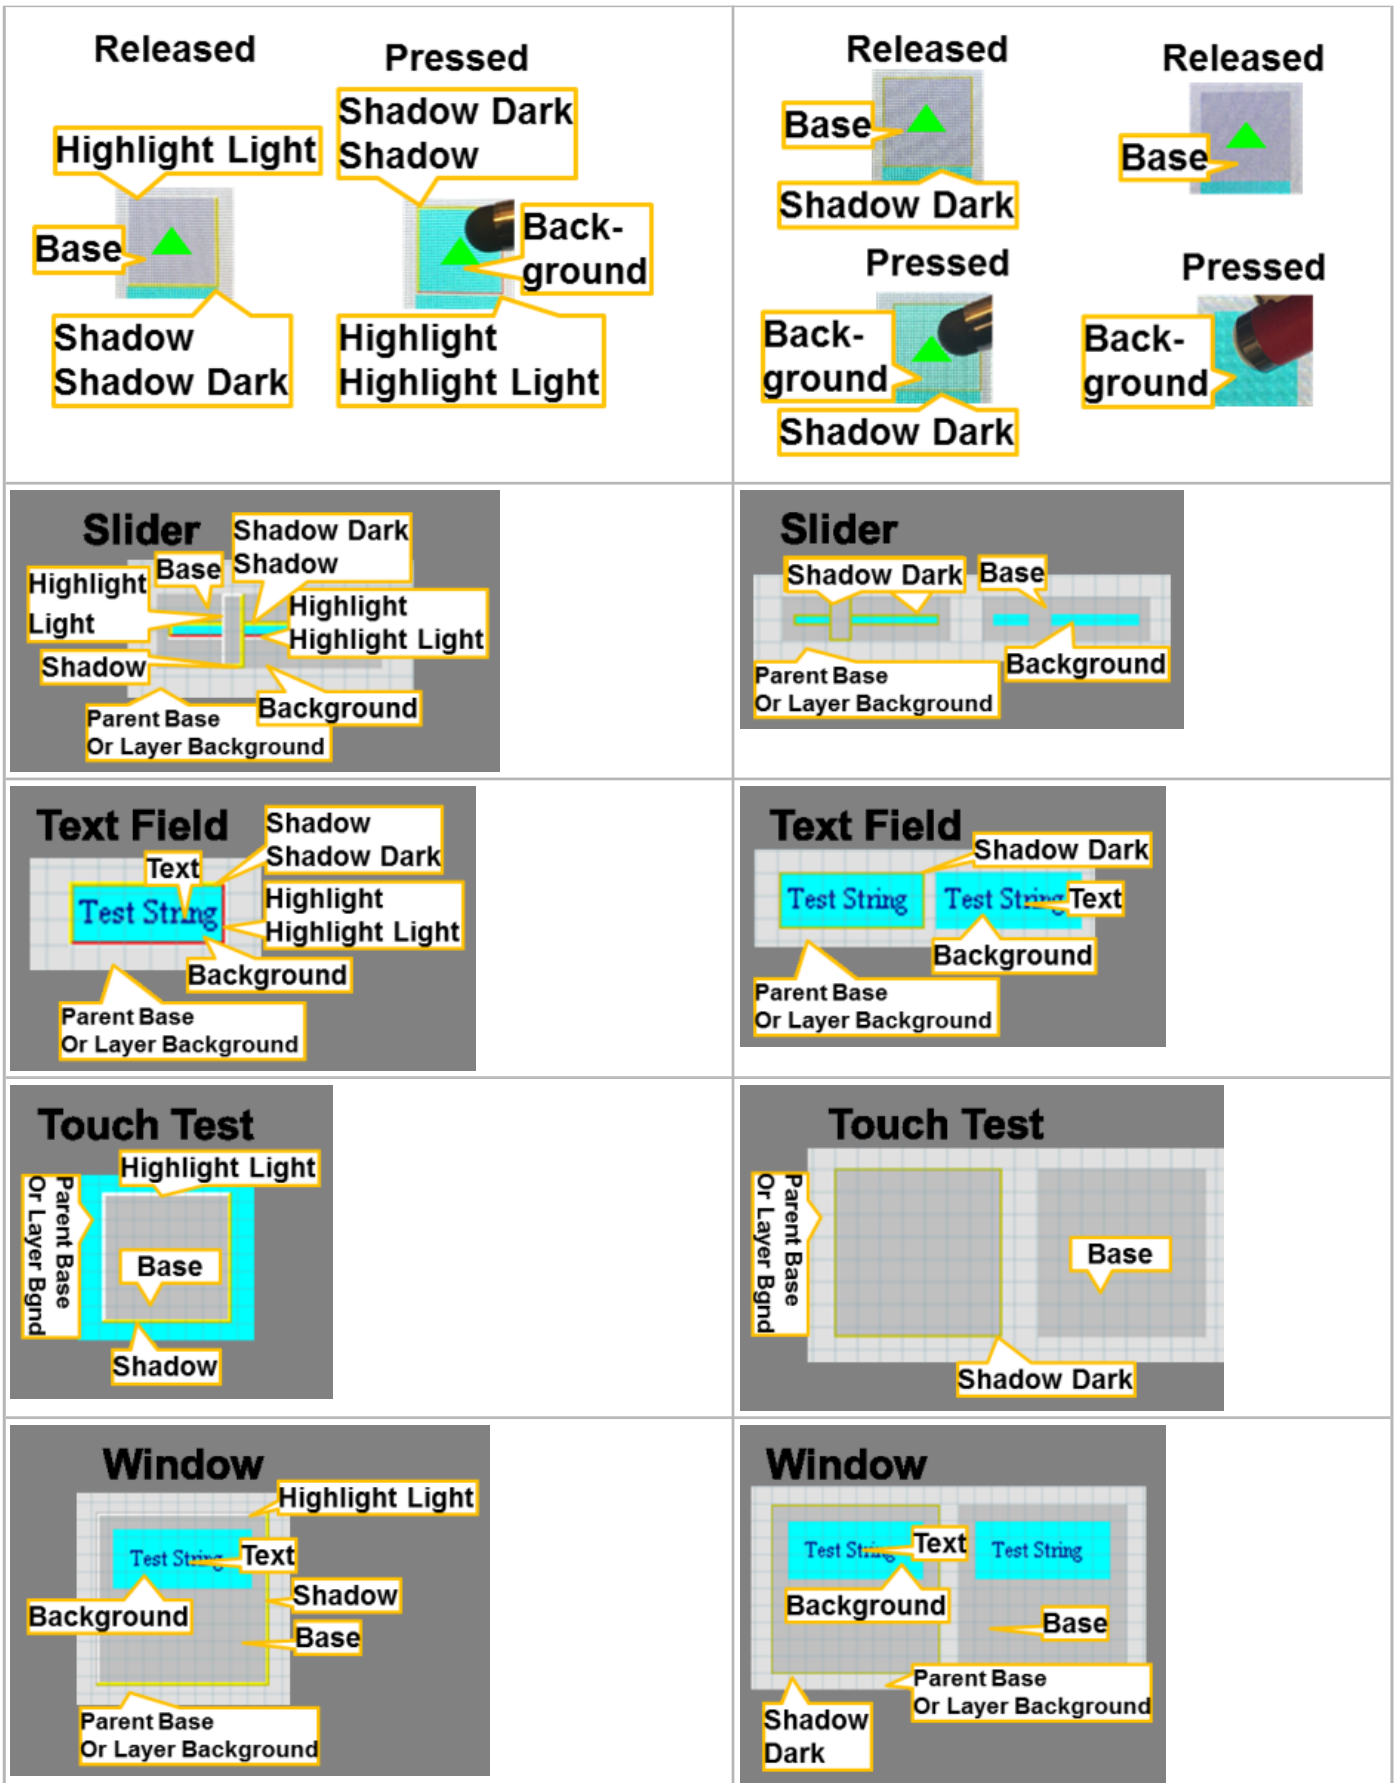 Released
Pressed
Highlight Light
Shadow Dark
Shadow
Base
Back-
ground
Shadow
Shadow Dark
Highlight
Highlight Light
Released
Released
Base
Base
Shadow Dark
Pressed
Pressed
Back-
ground
Back-
ground
Shadow Dark
Slider
Shadow Dark
Shadow
Base
Highlight
Light
Highlight
Highlight Light
Shadow
Background
Parent Base
Or Layer Background
Slider
Shadow Dark
Base
Background
Parent Base
Or Layer Background
Text Field
Shadow
Shadow Dark
Text
Test String
Highlight
Highlight Light
Background
Parent Base
Or Layer Background
Text Field
Shadow Dark
Test String
Test String
Text
Background
Parent Base
Or Layer Background
Touch Test
Highlight Light
Parent Base
Or Layer Bgnd
Base
Shadow
Touch Test
Parent Base
Or Layer Bgnd
Base
Shadow Dark
Window
Highlight Light
Test String
Text
Shadow
Background
Base
Parent Base
Or Layer Background
Window
Test String
Text
Test String
Background
Base
Parent Base
Or Layer Background
Shadow
Dark